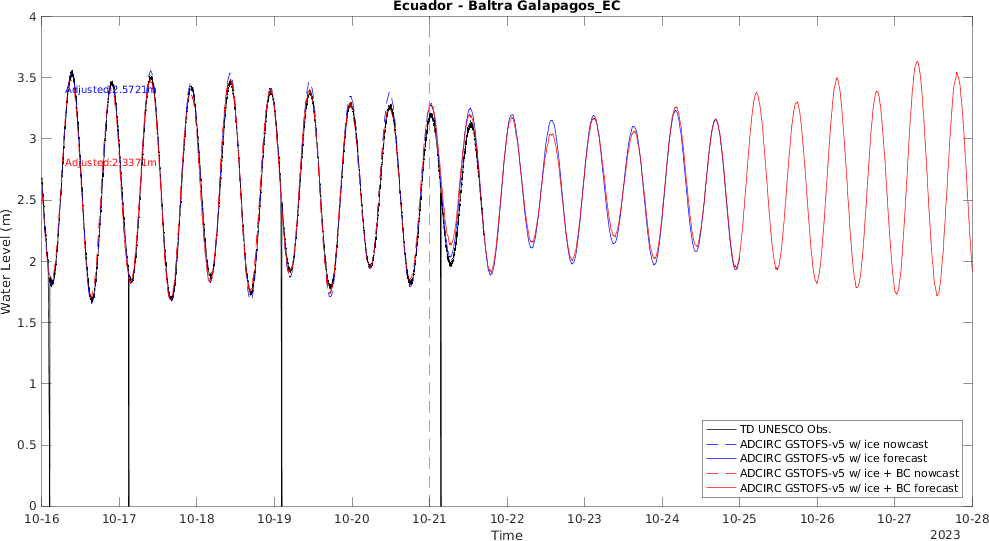 Ecuador - Baltra Galapagos_EC
4
3.5
3
2.5
2
1.5
1
0.5
0
Water Level (m)
Adjusted:2.5721m
Adjusted:2.3371m
TD UNESCO Obs.
ADCIRC GSTOFS-v5 w/ ice nowcast
ADCIRC GSTOFS-v5 w/ ice forecast
ADCIRC GSTOFS-v5 w/ ice + BC nowcast
ADCIRC GSTOFS-v5 w/ ice + BC forecast
10-16 10-17 10-18 10-19 10-20 10-21 10-22 10-23 10-24 10-25 10-26 10-27 10-28
Time
2023